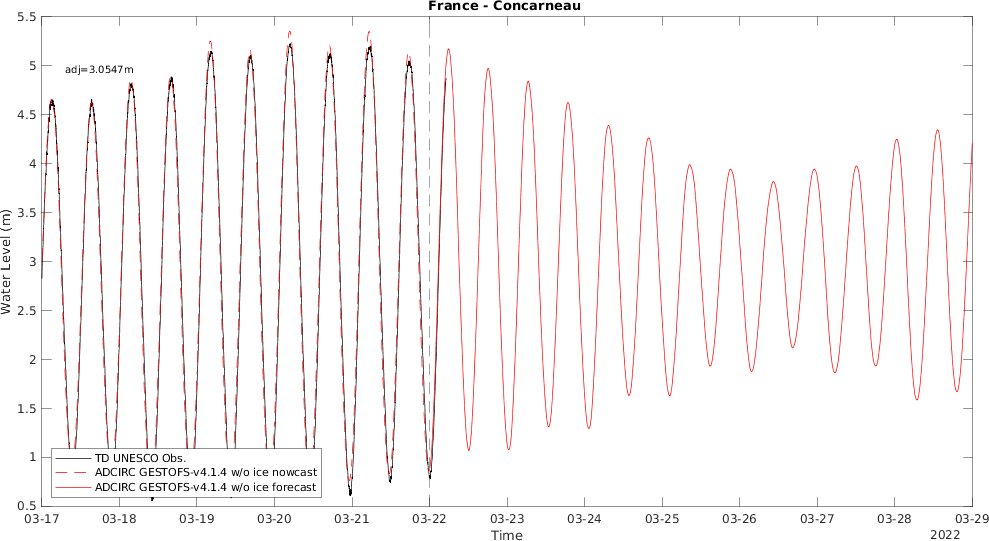 France - Concarneau
5.5
5
4.5
4
3.5
3
2.5
2
1.5
1
0.5
Water Level (m)
adj=3.0547m
TD UNESCO Obs.
ADCIRC GESTOFS-v4.1.4 w/o ice nowcast
ADCIRC GESTOFS-v4.1.4 w/o ice forecast
03-17 03-18 03-19 03-20 03-21 03-22 03-23 03-24 03-25 03-26 03-27 03-28 03-29
Time
2022